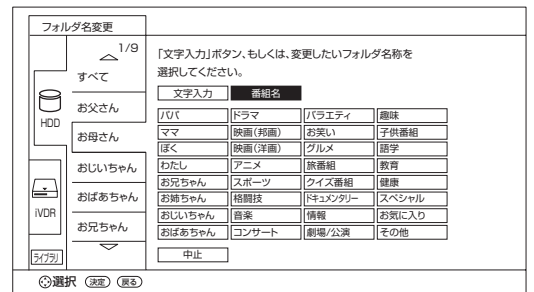 フォルダ名変更
1/9
すべて
お父さん
お母さん
おじいちゃん
おばあちゃん
お兄ちゃん
HDD
iVDR
ライブラリ
「文字入力」ボタン、もしくは、変更したいフォルダ名称を
選択してください。
文字入力 番組名
パパ ドラマ バラエティ 趣味
ママ 映画(邦画) お笑い 子供番組
ぼく 映画(洋画) グルメ 語学
わたし アニメ 旅番組 教育
お兄ちゃん スポーツ クイズ番組 健康
お姉ちゃん 格闘技 ドキュメンタリー スペシャル
おじいちゃん 音楽 情報 お気に入り
おばあちゃん コンサート 劇場/公演 その他
中止
選択 決定 戻る